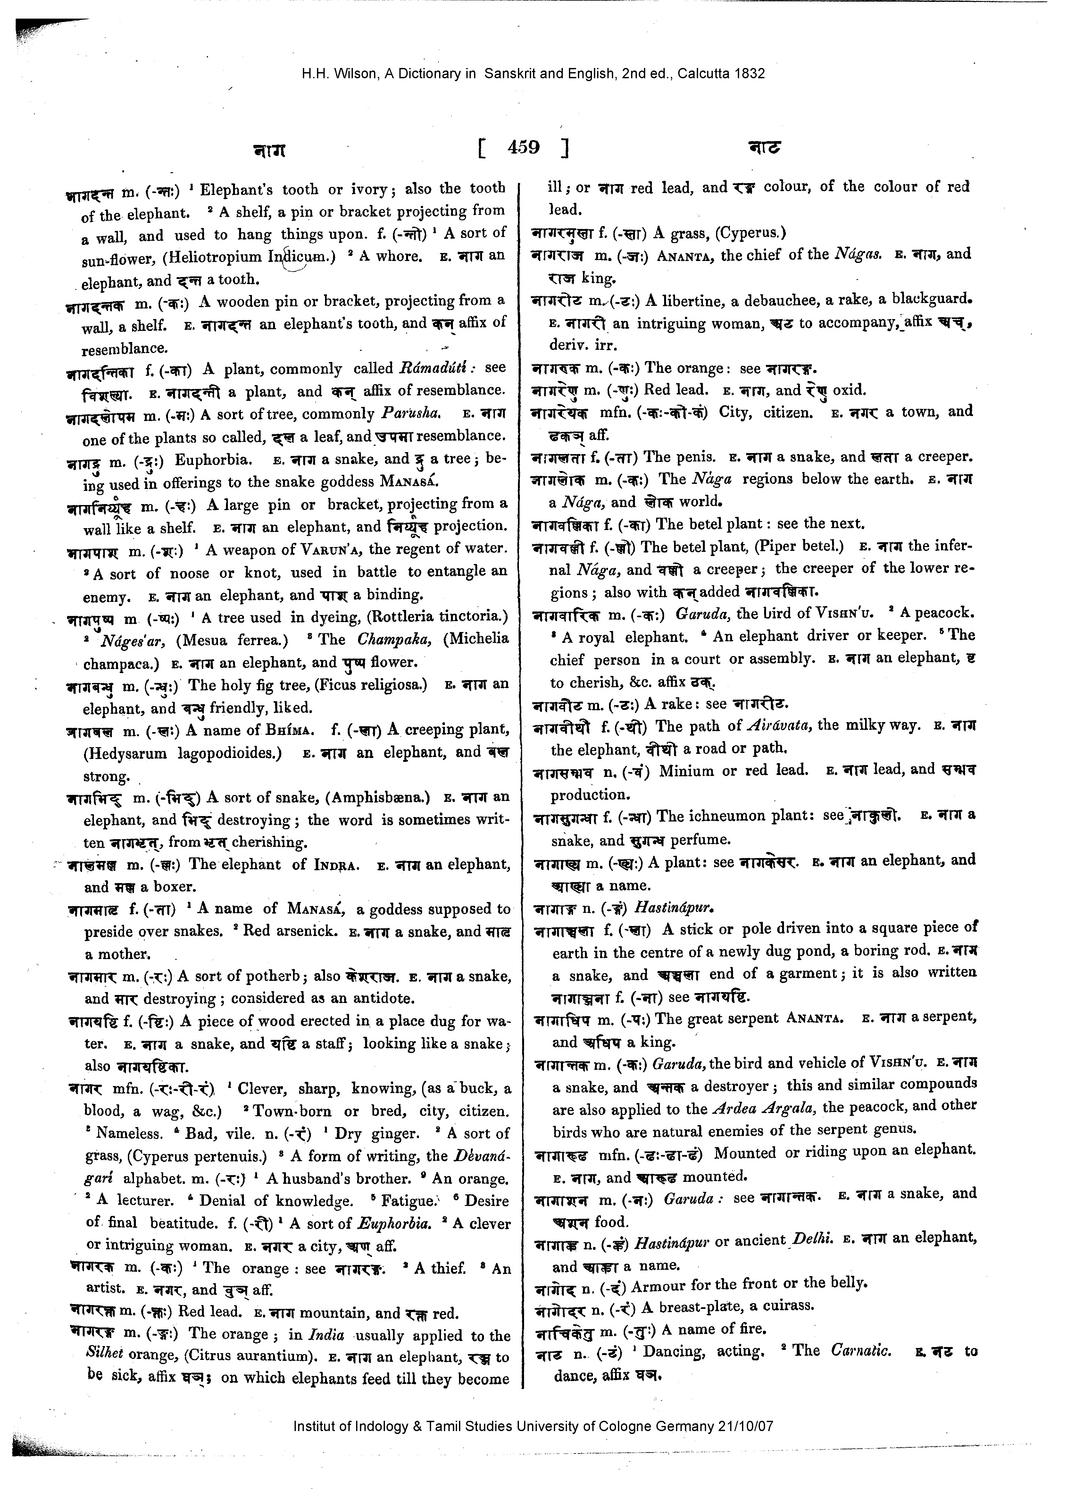 H.H. Wilson, A Dictionary in Sanskrit and English, 2nd ed., Calcutta 1832
नाग [ 459 ] नाट
नागदन्त m. (-न्तः) ¹ Elephant's tooth or ivory; also the tooth
of the elephant. ² A shelf, a pin or bracket projecting from
a wall, and used to hang things upon. f. (-न्ती) ¹ A sort of
sun-flower, (Heliotropium Indicum.) ² A whore. E. नाग an
elephant, and दन्त a tooth.
नागदन्तक m. (-कः) A wooden pin or bracket, projecting from a
wall, a shelf. E. नागदन्त an elephant's tooth, and कन् affix of
resemblance.
नागदन्तिका f. (-का) A plant, commonly called Rámadúti: see
विशल्या. E. नागदन्ती a plant, and कन् affix of resemblance.
नागदलोपम m. (-मः) A sort of tree, commonly Parusha. E. नाग
one of the plants so called, दल a leaf, and उपमा resemblance.
नागद्रु m. (-द्रुः) Euphorbia. E. नाग a snake, and द्रु a tree; be-
ing used in offerings to the snake goddess MANASÁ.
नागनिर्य्यूह m. (-हः) A large pin or bracket, projecting from a
wall like a shelf. E. नाग an elephant, and निर्य्यूह projection.
नागपाश m. (-शः) ¹ A weapon of VARUN'A, the regent of water.
² A sort of noose or knot, used in battle to entangle an
enemy. E. नाग an elephant, and पाश a binding.
नागपुष्प m (-ष्पः) ¹ A tree used in dyeing, (Rottleria tinctoria.)
² Náges'ar, (Mesua ferrea.) ³ The Champaka, (Michelia
champaca.) E. नाग an elephant, and पुष्प flower.
नागबन्धु m. (-न्धुः) The holy fig tree, (Ficus religiosa.) E. नाग an
elephant, and बन्धु friendly, liked.
नागबल m. (-लः) A name of BHÍMA. f. (-ला) A creeping plant,
(Hedysarum lagopodioides.) E. नाग an elephant, and बल
strong.
नागभिद् m. (-भिद्) A sort of snake, (Amphisbæna.) E. नाग an
elephant, and भिद् destroying; the word is sometimes writ-
ten नागभृत्, from भृत् cherishing.
नागमल्ल m. (-ल्लः) The elephant of INDRA. E. नाग an elephant,
and मल्ल a boxer.
नागमातृ f. (-ता) ¹ A name of MANASÁ, a goddess supposed to
preside over snakes. ² Red arsenick. E. नाग a snake, and मातृ
a mother.
नागमार m. (-रः) A sort of potherb; also केशराज. E. नाग a snake,
and मार destroying; considered as an antidote.
नागयष्टि f. (-ष्टिः) A piece of wood erected in a place dug for wa-
ter. E. नाग a snake, and यष्टि a staff; looking like a snake;
also नागयष्टिका.
नागर mfn. (-रः-री-रं) ¹ Clever, sharp, knowing, (as a buck, a
blood, a wag, &c.) ² Town-born or bred, city, citizen.
³ Nameless. ⁴ Bad, vile. n. (-रं) ¹ Dry ginger. ² A sort of
grass, (Cyperus pertenuis.) ³ A form of writing, the Dévaná-
garí alphabet. m. (-रः) ¹ A husband's brother. ² An orange.
³ A lecturer. ⁴ Denial of knowledge. ⁵ Fatigue. ⁶ Desire
of final beatitude. f. (-री) ¹ A sort of Euphorbia. ² A clever
or intriguing woman. E. नगर a city, अण् aff.
नागरक m. (-कः) ¹ The orange: see नागरङ्ग. ² A thief. ³ An
artist. E. नगर, and वुञ् aff.
नागरक्त m. (-क्तः) Red lead. E. नाग mountain, and रक्त red.
नागरङ्ग m. (-ङ्गः) The orange; in India usually applied to the
Silhet orange, (Citrus aurantium). E. नाग an elephant, रञ्ज to
be sick, affix घञ्; on which elephants feed till they become
ill; or नाग red lead, and रङ्ग colour, of the colour of red
lead.
नागरमुस्ता f. (-स्ता) A grass, (Cyperus.)
नागराज m. (-जः) ANANTA, the chief of the Nágas. E. नाग, and
राज king.
नागरीट m. (-टः) A libertine, a debauchee, a rake, a blackguard.
E. नागरी an intriguing woman, अट to accompany, affix अच्,
deriv. irr.
नागरुक m. (-कः) The orange: see नागरङ्ग.
नागरेणु m. (-णुः) Red lead. E. नाग, and रेणु oxid.
नागरेयक mfn. (-कः-की-कं) City, citizen. E. नगर a town, and
ढकञ् aff.
नागलता f. (-ता) The penis. E. नाग a snake, and लता a creeper.
नागलोक m. (-कः) The Nága regions below the earth. E. नाग
a Nága, and लोक world.
नागवल्लिका f. (-का) The betel plant: see the next.
नागवल्ली f. (-ल्ली) The betel plant, (Piper betel.) E. नाग the infer-
nal Nága, and वल्ली a creeper; the creeper of the lower re-
gions; also with कन् added नागवल्लिका.
नागवारिक m. (-कः) Garuda, the bird of VISHN'U. ² A peacock.
³ A royal elephant. ⁴ An elephant driver or keeper. ⁵ The
chief person in a court or assembly. E. नाग an elephant, वृ
to cherish, &c. affix ठक्.
नागवीट m. (-टः) A rake: see नागरीट.
नागवीथी f. (-थी) The path of Airávata, the milky way. E. नाग
the elephant, वीथी a road or path.
नागसम्भव n. (-वं) Minium or red lead. E. नाग lead, and सम्भव
production.
नागसुगन्धा f. (-न्धा) The ichneumon plant: see नाकुली. E. नाग a
snake, and सुगन्ध perfume.
नागाख्य m. (-ख्यः) A plant: see नागकेसर. E. नाग an elephant, and
आख्या a name.
नागाङ्ग n. (-ङ्गं) Hastinápur.
नागाञ्चला f. (-ला) A stick or pole driven into a square piece of
earth in the centre of a newly dug pond, a boring rod. E. नाग
a snake, and अञ्चला end of a garment; it is also written
नागाञ्जना f. (-ना) see नागयष्टि.
नागाधिप m. (-पः) The great serpent ANANTA. E. नाग a serpent,
and अधिप a king.
नागान्तक m. (-कः) Garuda, the bird and vehicle of VISHN'U. E. नाग
a snake, and अन्तक a destroyer; this and similar compounds
are also applied to the Ardea Argala, the peacock, and other
birds who are natural enemies of the serpent genus.
नागारूढ mfn. (-ढः-ढा-ढं) Mounted or riding upon an elephant.
E. नाग, and आरूढ mounted.
नागाशन m. (-नः) Garuda: see नागान्तक. E. नाग a snake, and
अशन food.
नागाह्व n. (-ह्वं) Hastinápur or ancient Delhi. E. नाग an elephant,
and आह्वा a name.
नागोद n. (-दं) Armour for the front or the belly.
नागोदर n. (-रं) A breast-plate, a cuirass.
नाचिकेतु m. (-तुः) A name of fire.
नाट n. (-टं) ¹ Dancing, acting. ² The Carnatic. E. नट to
dance, affix घञ्.
Institut of Indology & Tamil Studies University of Cologne Germany 21/10/07